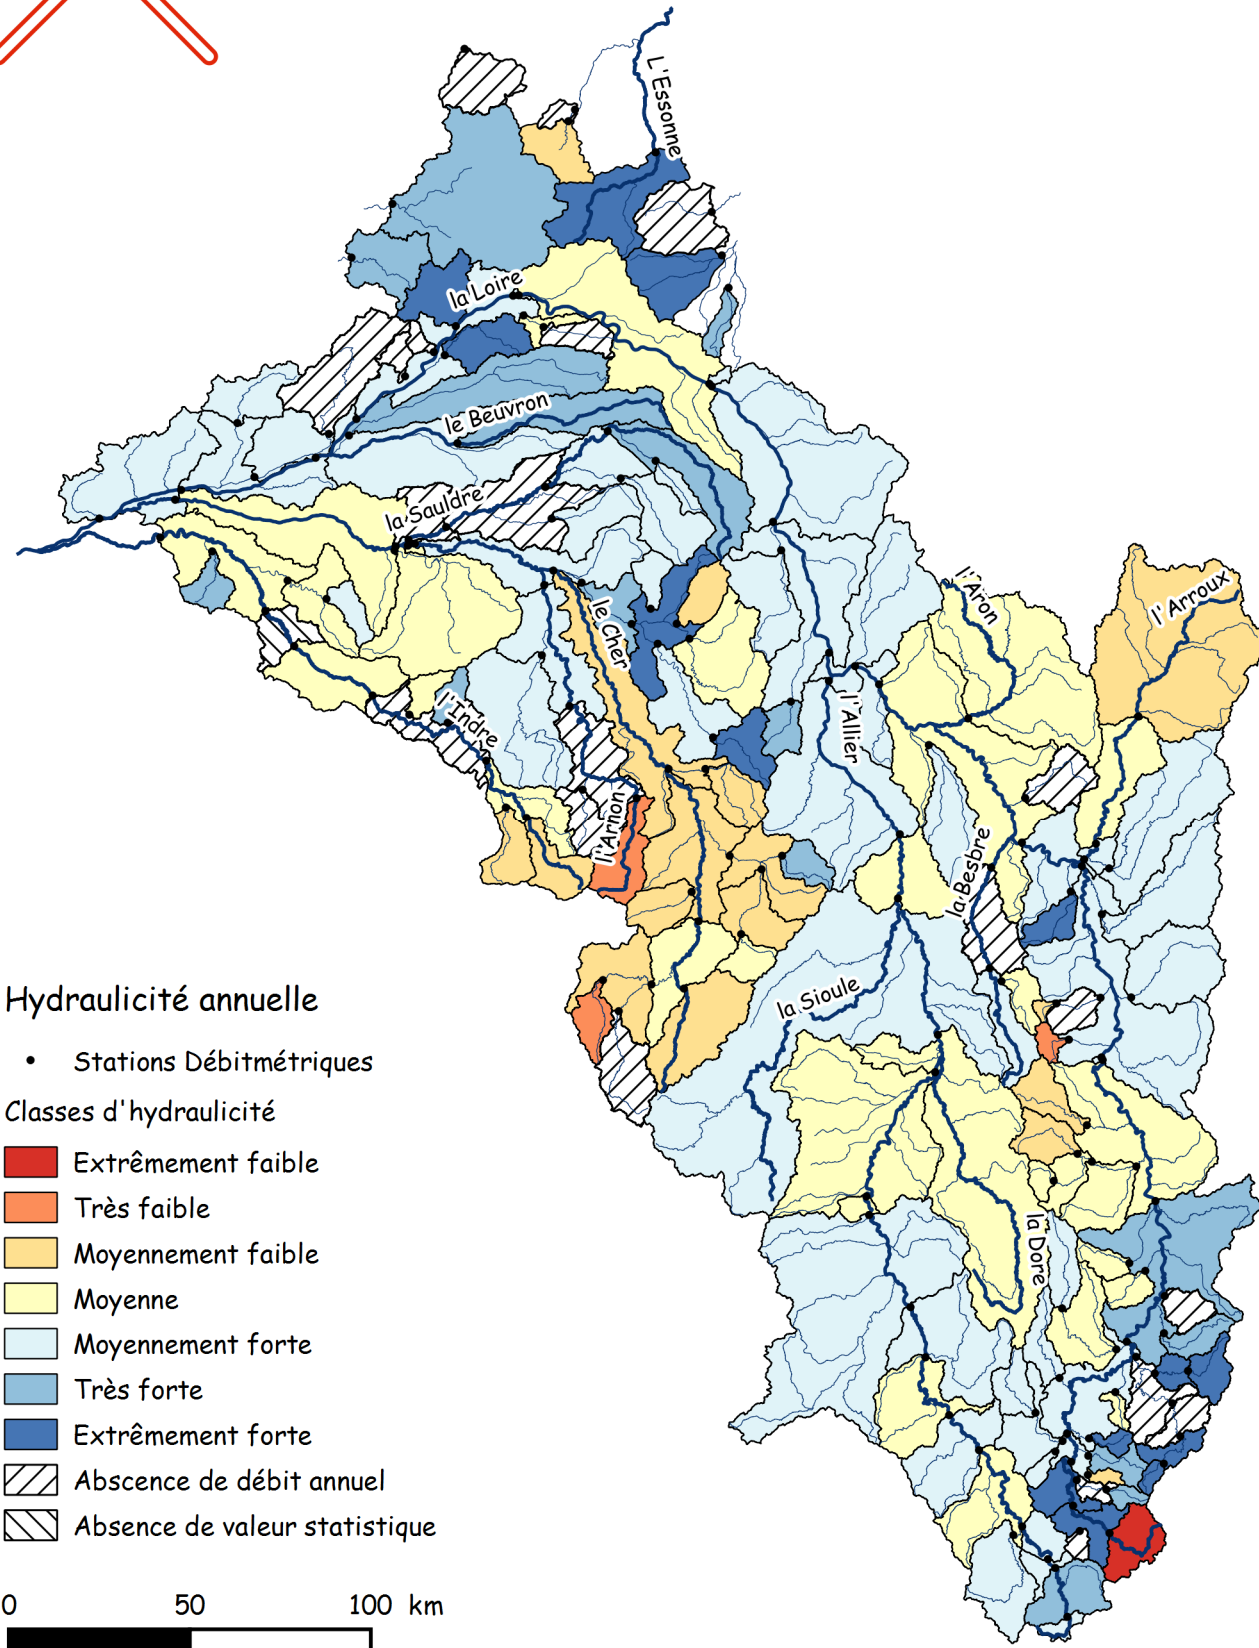 L'Essonne
la Loire
le Beuvron
la Sauldre
l'Aron
l'Arroux
le Cher
l'Indre
l'Allier
l'Arnon
la Besbre
la Sioule
la Dore
Hydraulicité annuelle
Stations Débitmétriques
Classes d'hydraulicité
Extrêmement faible
Très faible
Moyennement faible
Moyenne
Moyennement forte
Très forte
Extrêmement forte
Abscence de débit annuel
Absence de valeur statistique
0 50 100 km